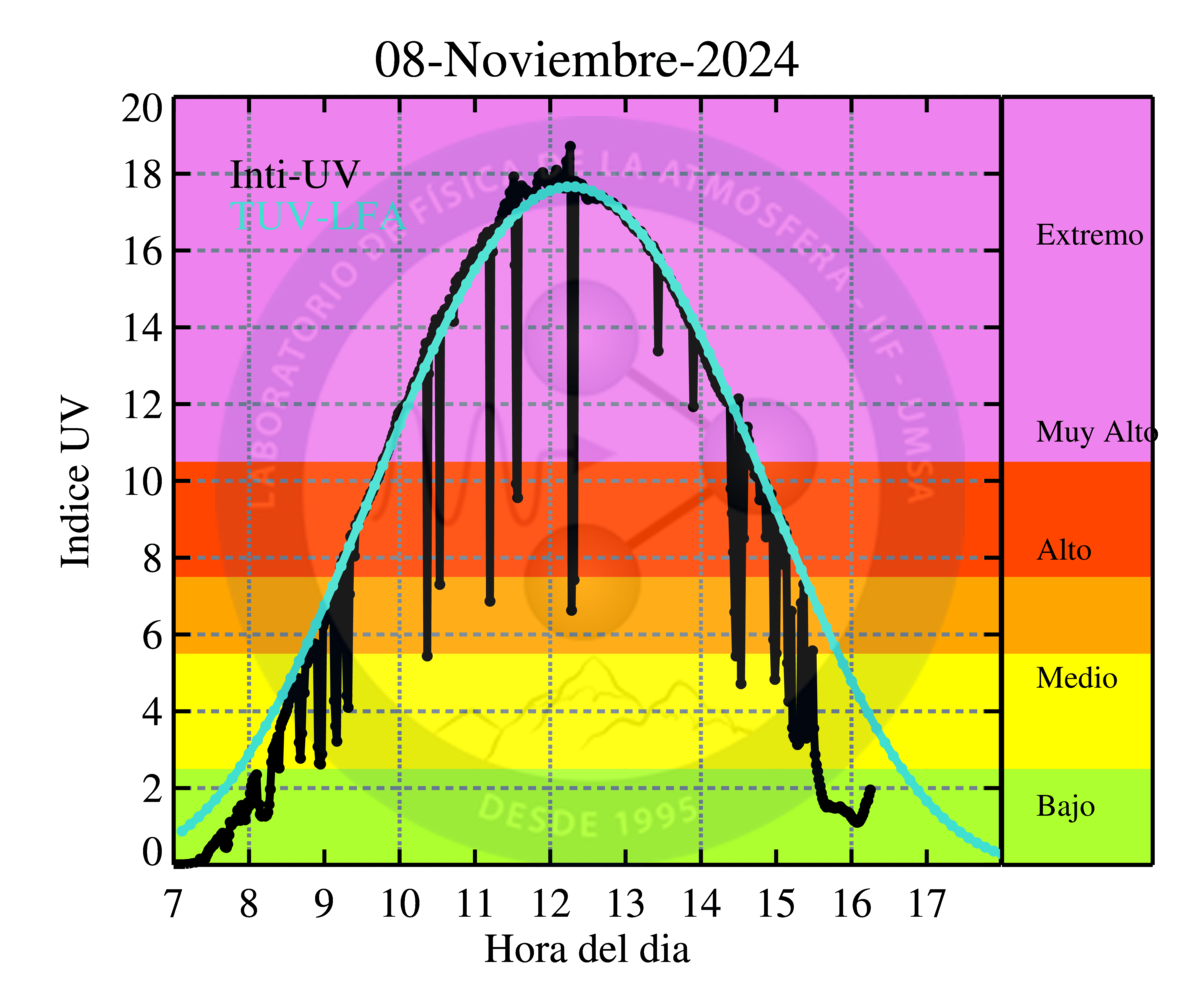 08-Noviembre-2024
20
18
16
14
12
10
8
6
4
2
0
Indice UV
Inti-UV
TUV-LFA
LABORATORIO DE FÍSICA DE LA ATMÓSFERA - IIF - UMSA
DESDE 1995
Extremo
Muy Alto
Alto
Medio
Bajo
7 8 9 10 11 12 13 14 15 16 17
Hora del dia